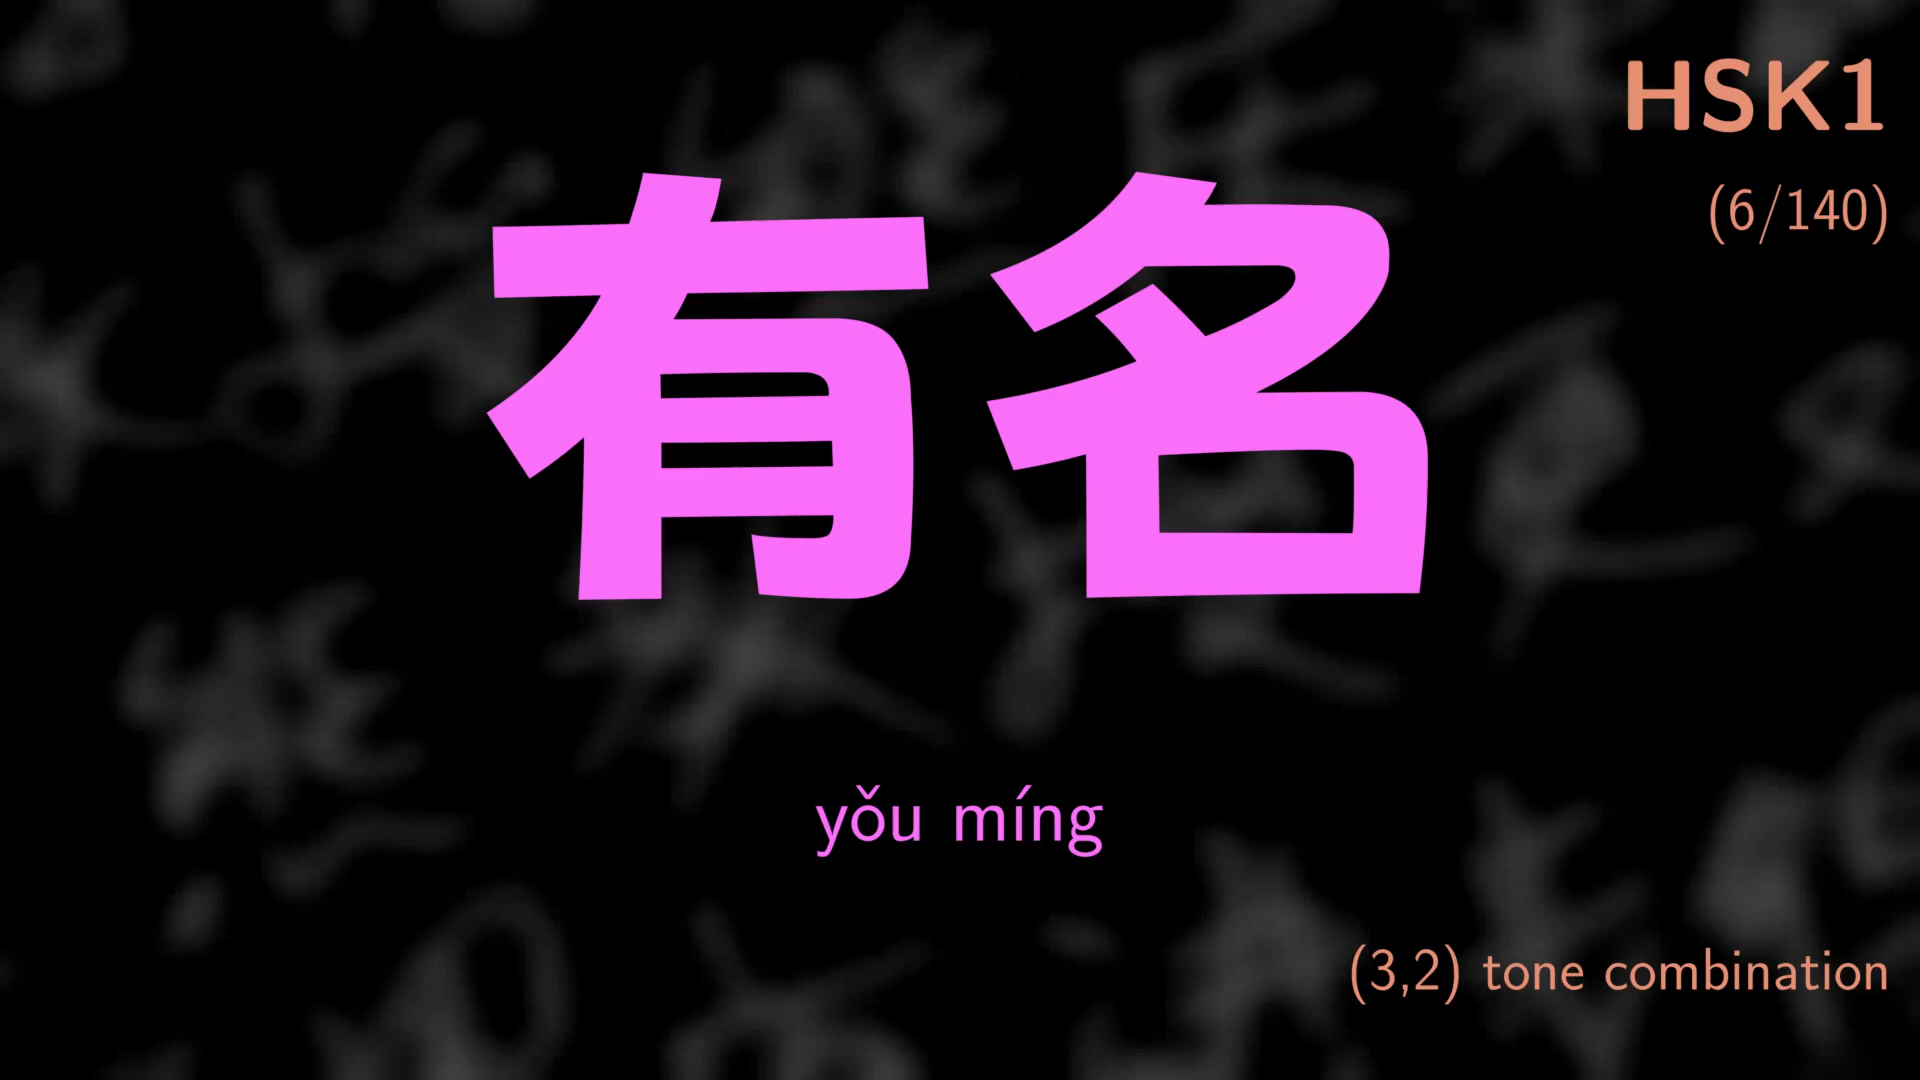 HSK1
(6/140)
有名
yǒu míng
(3,2) tone combination